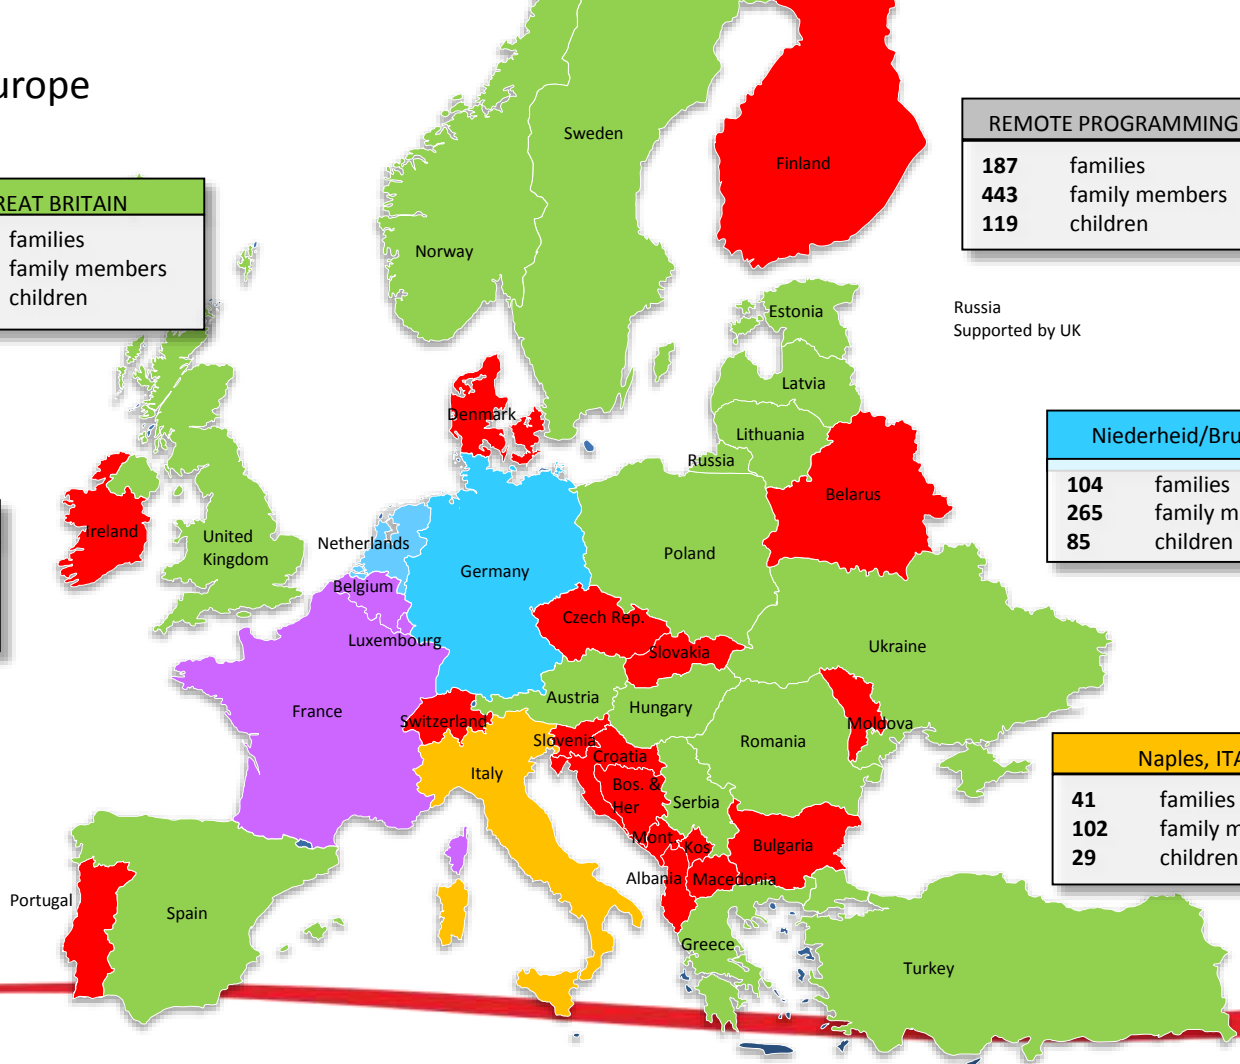 urope
REAT BRITAIN
families
family members
children
REMOTE PROGRAMMING
187 families
443 family members
119 children
Russia
Supported by UK
Niederheid/Bru
104 families
265 family m
85 children
Naples, ITA
41 families
102 family m
29 children
Sweden
Finland
Norway
Estonia
Latvia
Denmark
Lithuania
Russia
Belarus
Ireland
United
Kingdom
Netherlands
Germany
Poland
Belgium
Luxembourg
Czech Rep.
Slovakia
Ukraine
Austria
Hungary
France
Switzerland
Moldova
Slovenia
Croatia
Romania
Italy
Bos. &
Her
Serbia
Mont.
Kos
Bulgaria
Albania
Macedonia
Portugal
Spain
Greece
Turkey